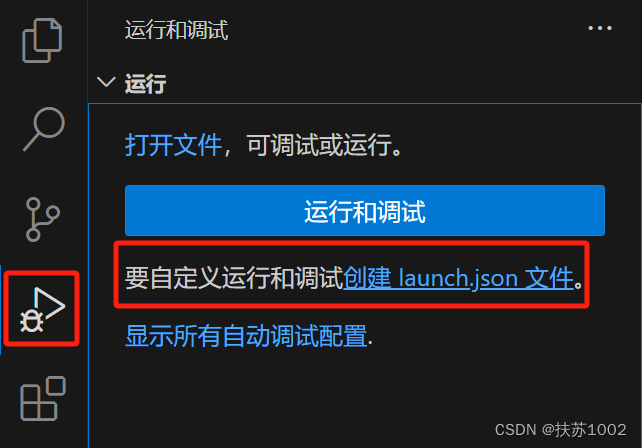 运行和调试
运行
打开文件，可调试或运行。
运行和调试
要自定义运行和调试创建 launch.json 文件。
显示所有自动调试配置.
CSDN @扶苏1002